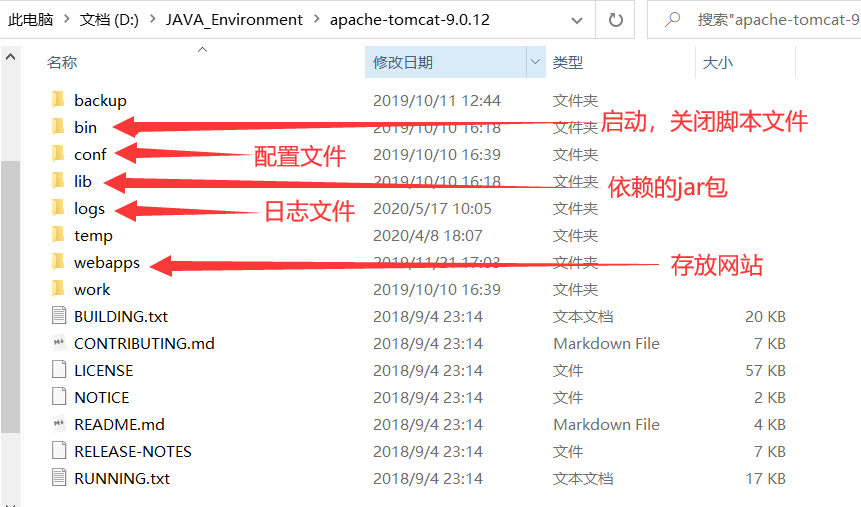 此电脑 > 文档 (D:) > JAVA_Environment > apache-tomcat-9.0.12
搜索"apache-tomcat-9
名称 修改日期 类型 大小
backup 2019/10/11 12:44 文件夹
bin 2019/10/10 16:18 文件夹 启动，关闭脚本文件
conf 配置文件 2019/10/10 16:39 文件夹
lib 2019/10/10 16:18 文件夹 依赖的jar包
logs 日志文件 2020/5/17 10:05 文件夹
temp 2020/4/8 18:07 文件夹
webapps 2019/11/21 17:03 文件夹 存放网站
work 2019/10/10 16:39 文件夹
BUILDING.txt 2018/9/4 23:14 文本文档 20 KB
CONTRIBUTING.md 2018/9/4 23:14 Markdown File 7 KB
LICENSE 2018/9/4 23:14 文件 57 KB
NOTICE 2018/9/4 23:14 文件 2 KB
README.md 2018/9/4 23:14 Markdown File 4 KB
RELEASE-NOTES 2018/9/4 23:14 文件 7 KB
RUNNING.txt 2018/9/4 23:14 文本文档 17 KB